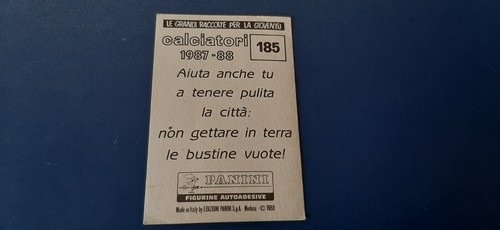 LE GRANDI RACCOLTE PER LA GIOVENTÙ
calciatori
1987-88
185
Aiuta anche tu
a tenere pulita
la città:
non gettare in terra
le bustine vuote!
PANINI
FIGURINE AUTOADESIVE
Made in Italy by EDIZIONI PANINI S.p.A. - Modena - © 1988